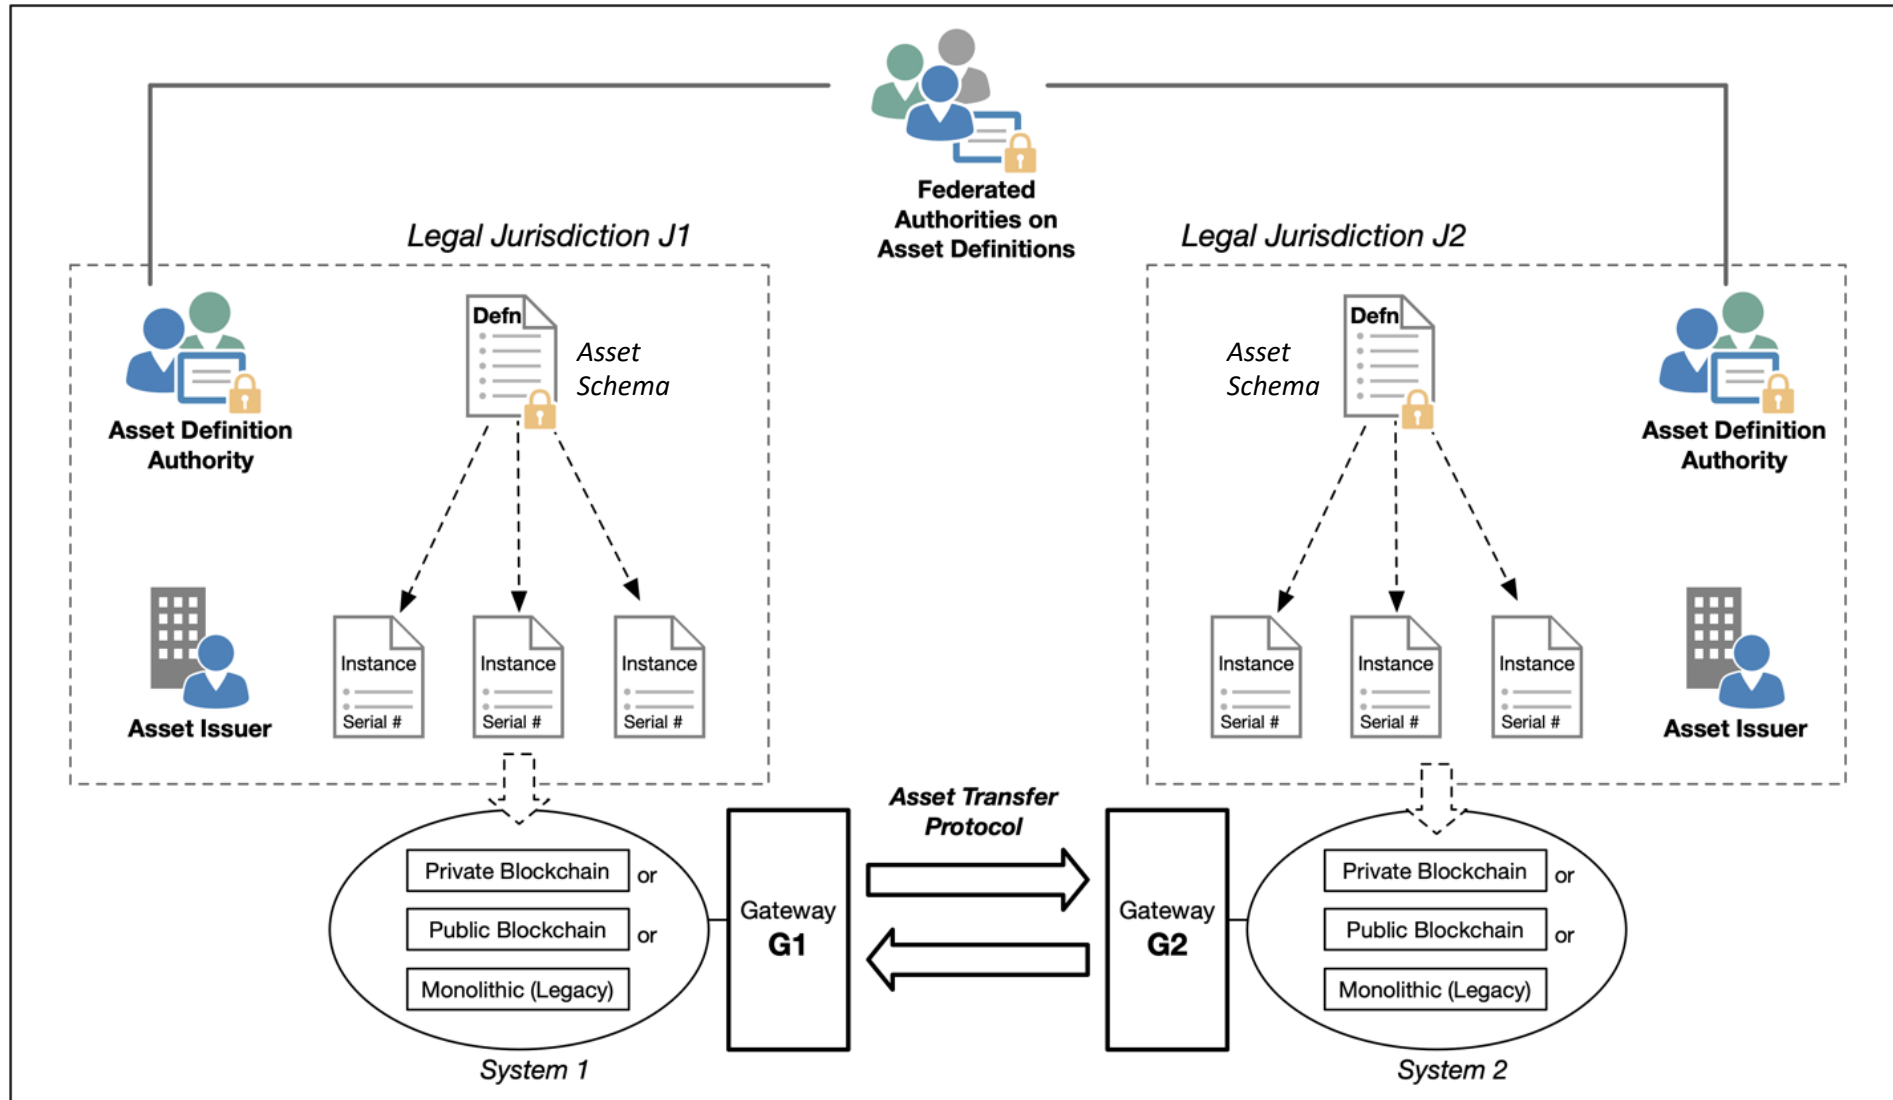 Federated
Authorities on
Asset Definitions
Legal Jurisdiction J1
Legal Jurisdiction J2
Defn
Asset
Schema
Asset Definition
Authority
Defn
Asset
Schema
Asset Definition
Authority
Instance
Serial #
Instance
Serial #
Instance
Serial #
Asset Issuer
Instance
Serial #
Instance
Serial #
Instance
Serial #
Asset Issuer
Asset Transfer
Protocol
Private Blockchain or
Public Blockchain or
Monolithic (Legacy)
System 1
Gateway
G1
Gateway
G2
Private Blockchain or
Public Blockchain or
Monolithic (Legacy)
System 2